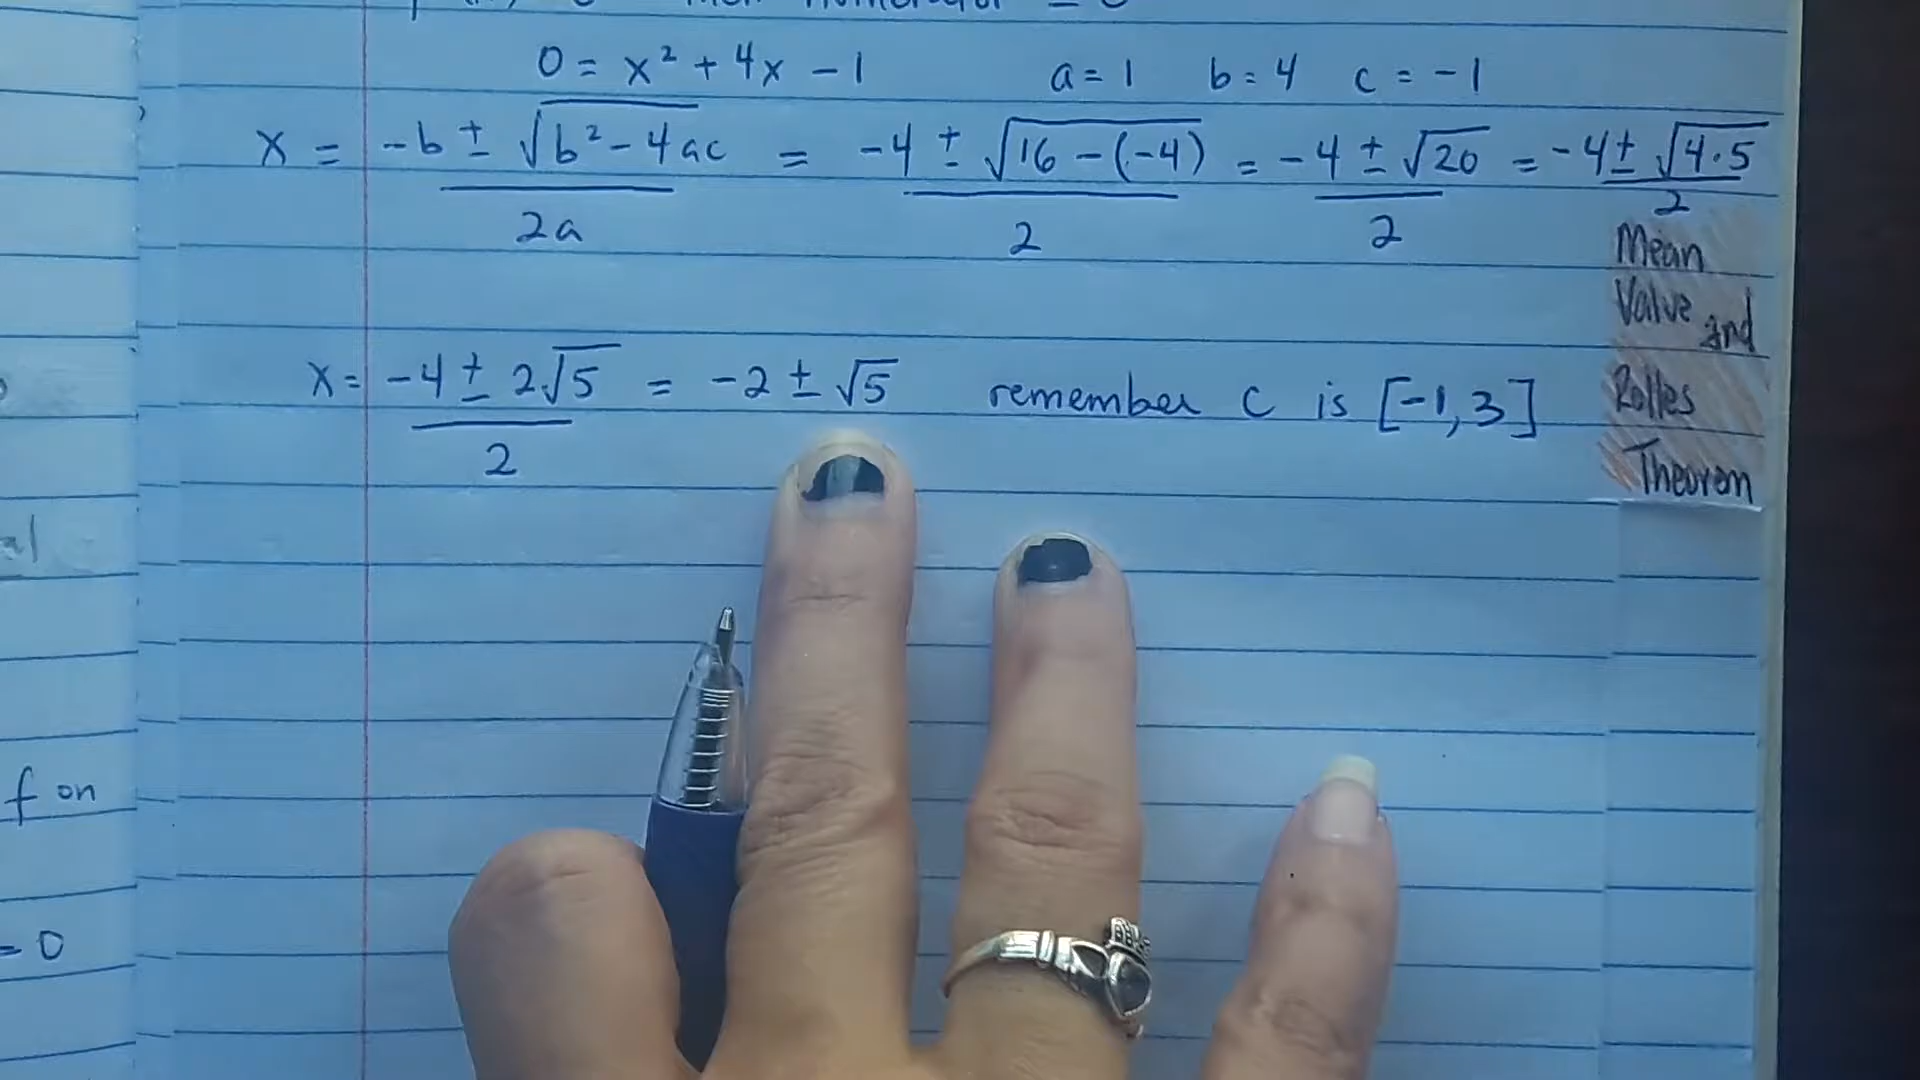 0 = x² + 4x - 1 a = 1 b = 4 c = -1
x = (-b ± √(b² - 4ac))/2a = (-4 ± √(16 - (-4)))/2 = (-4 ± √20)/2 = (-4 ± √(4·5))/2
x = (-4 ± 2√5)/2 = -2 ± √5 remember c is [-1, 3]
Mean
Value and
Rolles
Theorem
f on
= 0